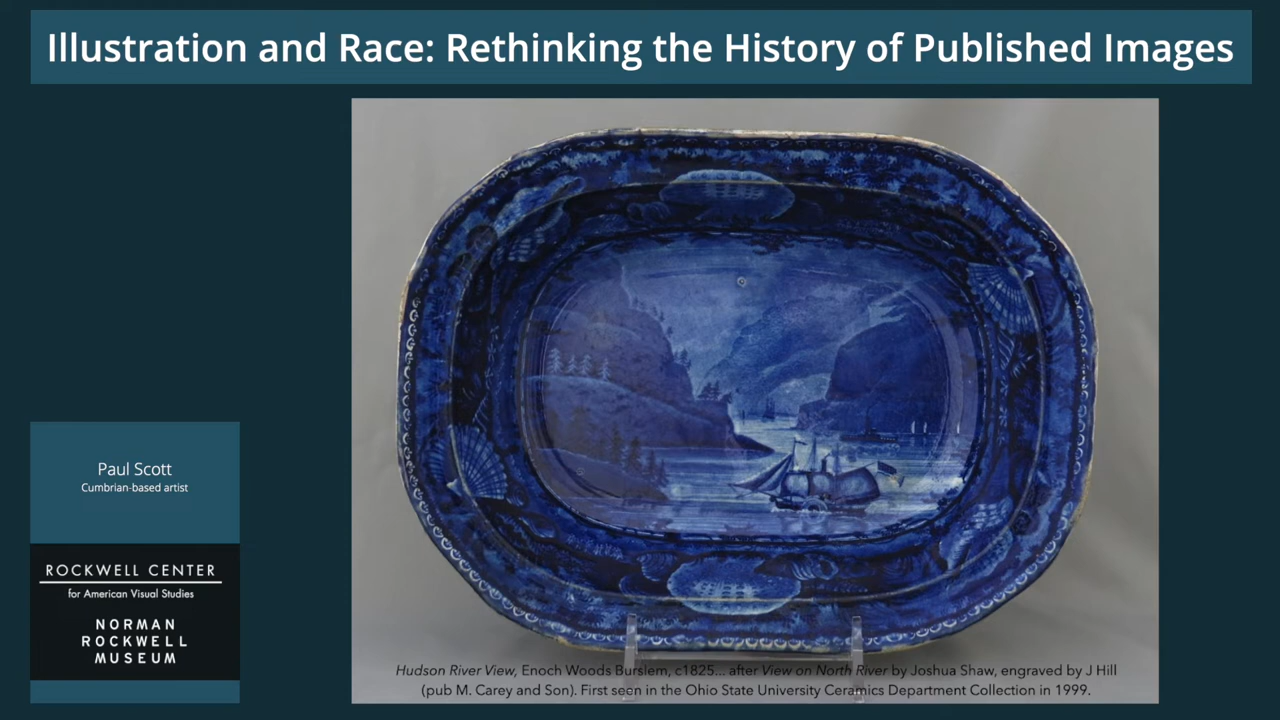 Illustration and Race: Rethinking the History of Published Images
Paul Scott
Cumbrian-based artist
ROCKWELL CENTER
for American Visual Studies
NORMAN
ROCKWELL
MUSEUM
Hudson River View, Enoch Woods Burslem, c1825... after View on North River by Joshua Shaw, engraved by J Hill
(pub M. Carey and Son). First seen in the Ohio State University Ceramics Department Collection in 1999.